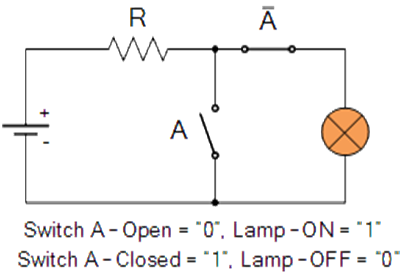 R
A̅
A
+
-
Switch A - Open = "0", Lamp - ON = "1"
Switch A - Closed = "1", Lamp - OFF = "0"